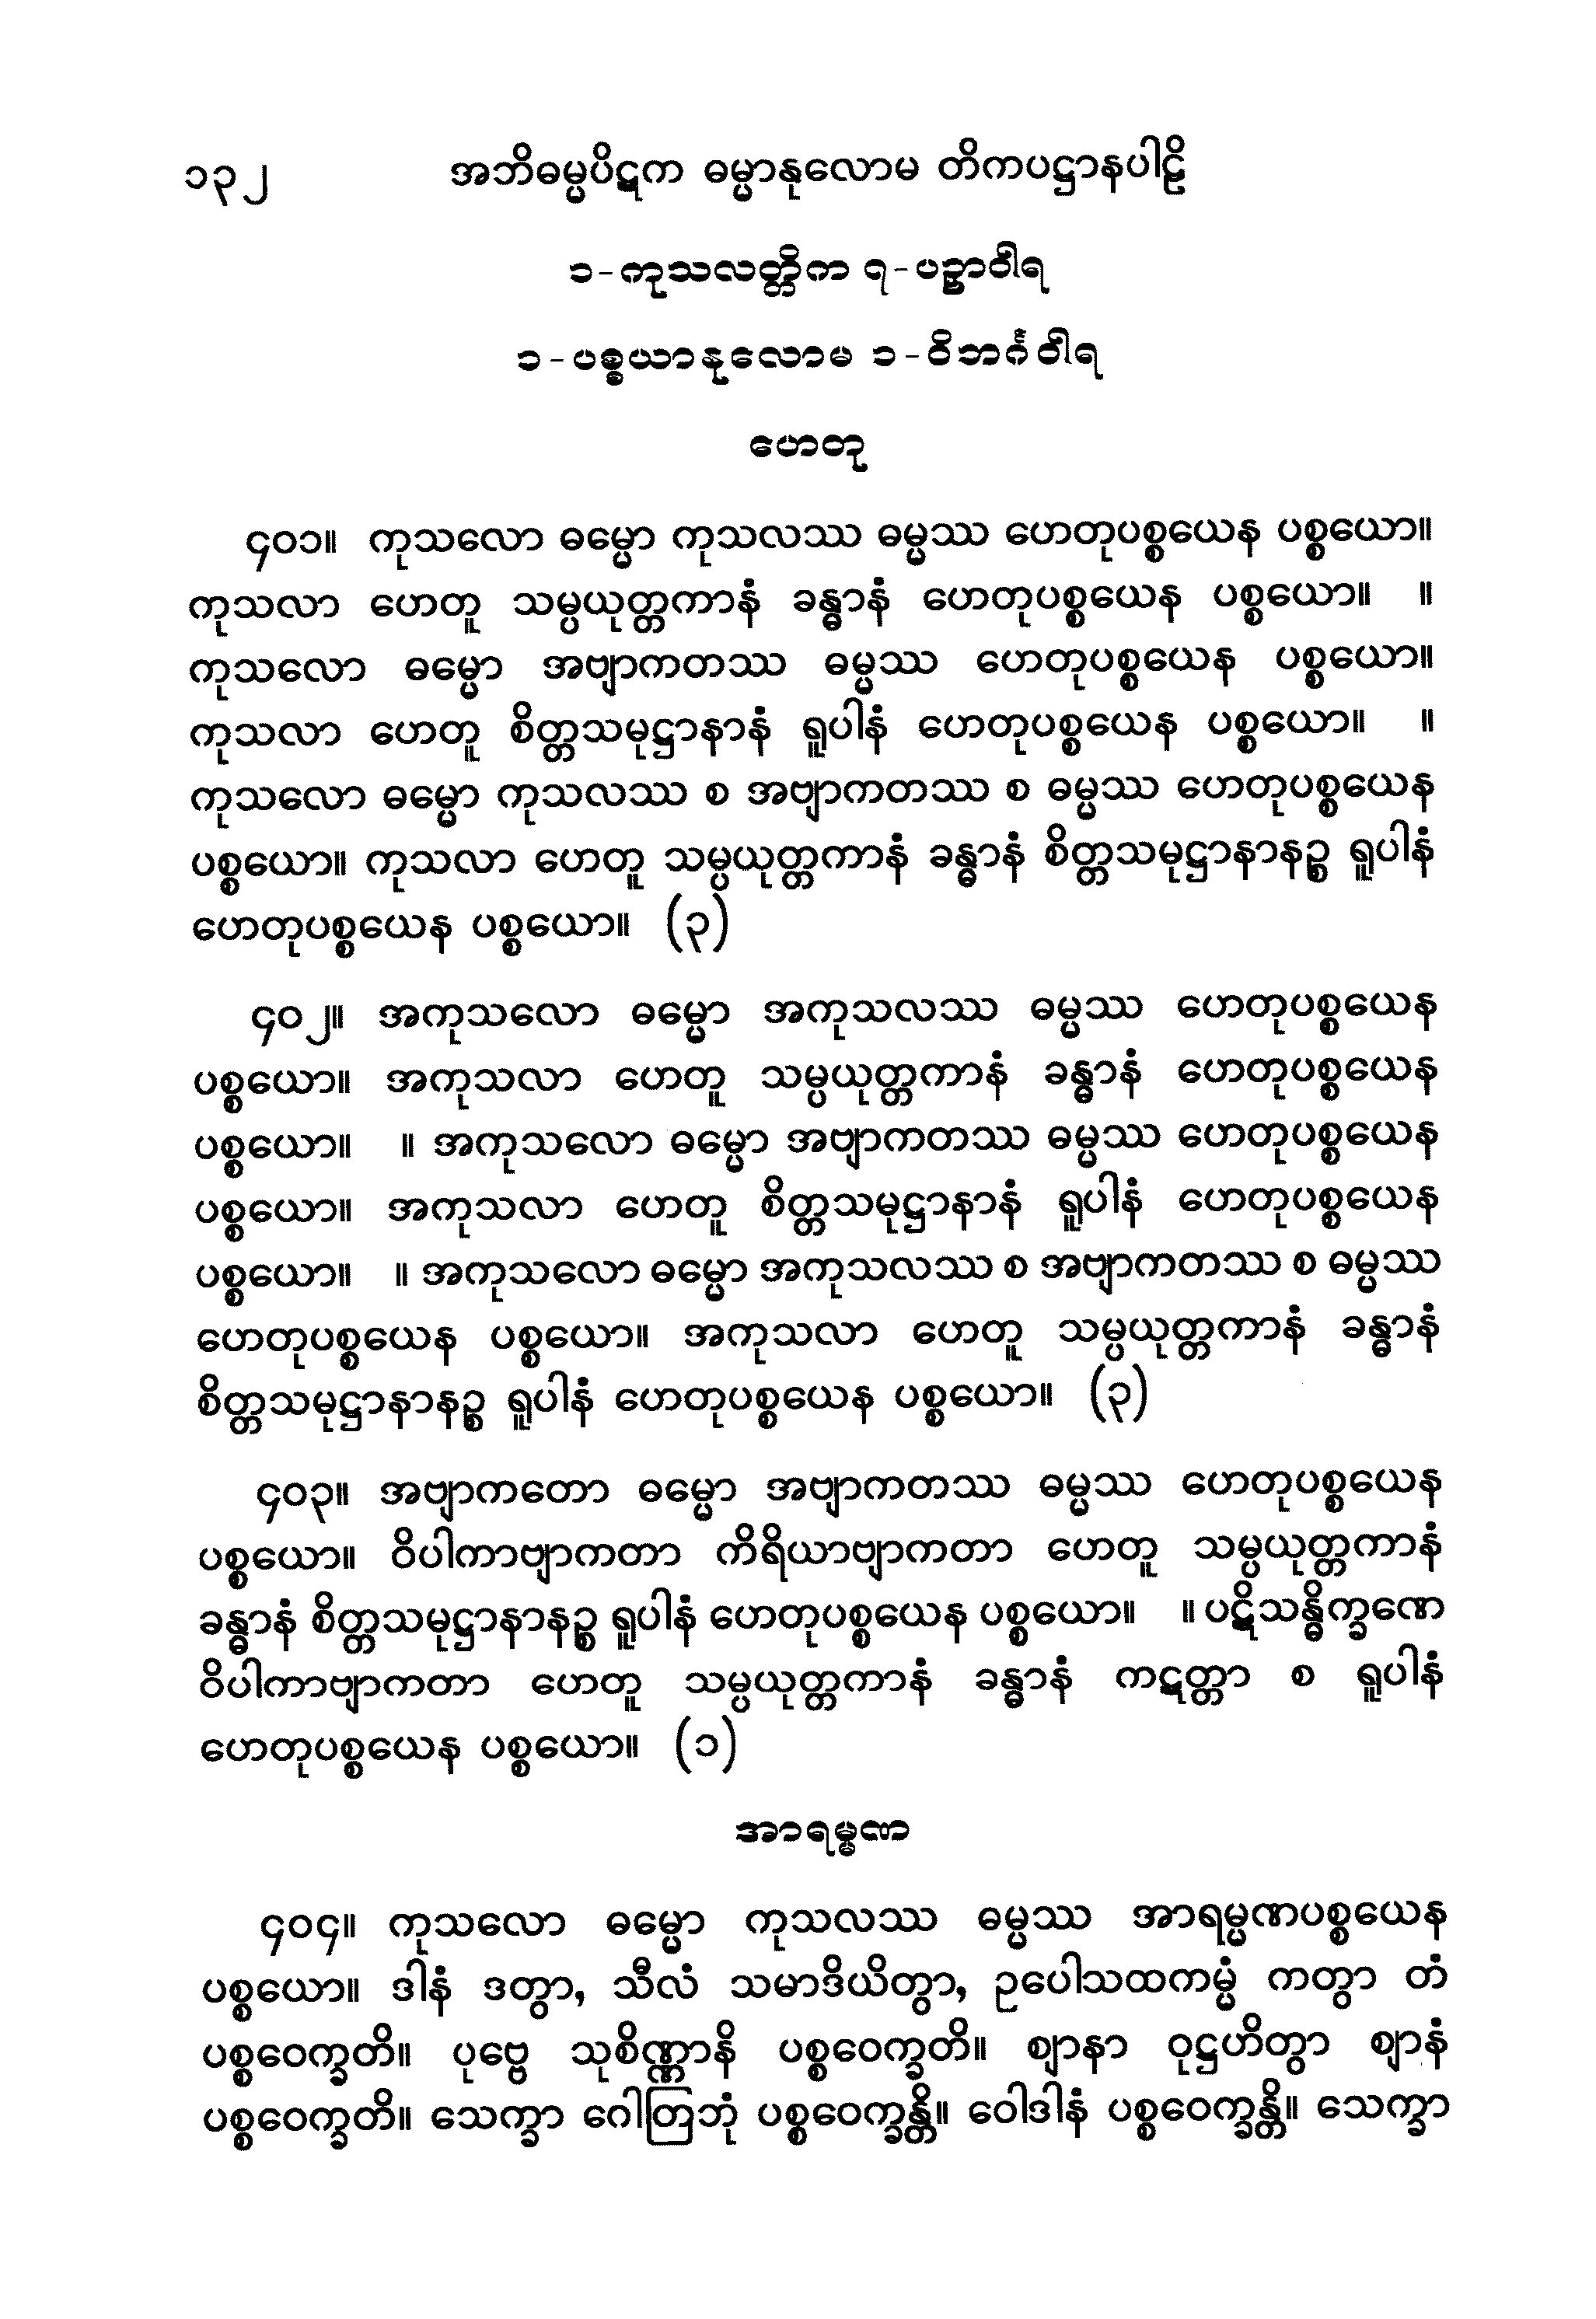 ၁၃၂ အဘိဓမ္မပိဋက ဓမ္မာနုလောမ တိကပဋ္ဌာနပါဠိ
၁-ကုသလတ္တိက ၇-ပဉှာဝါရ
၁-ပစ္စယာနုလောမ ၁-ဝိဘင်္ဂဝါရ
ဟေတု
၄၀၁။ ကုသလော ဓမ္မော ကုသလဿ ဓမ္မဿ ဟေတုပစ္စယေန ပစ္စယော။
ကုသလာ ဟေတူ သမ္ပယုတ္တကာနံ ခန္ဓာနံ ဟေတုပစ္စယေန ပစ္စယော။ ။
ကုသလော ဓမ္မော အဗျာကတဿ ဓမ္မဿ ဟေတုပစ္စယေန ပစ္စယော။
ကုသလာ ဟေတူ စိတ္တသမုဋ္ဌာနာနံ ရူပါနံ ဟေတုပစ္စယေန ပစ္စယော။ ။
ကုသလော ဓမ္မော ကုသလဿ စ အဗျာကတဿ စ ဓမ္မဿ ဟေတုပစ္စယေန
ပစ္စယော။ ကုသလာ ဟေတူ သမ္ပယုတ္တကာနံ ခန္ဓာနံ စိတ္တသမုဋ္ဌာနာနဉ္စ ရူပါနံ
ဟေတုပစ္စယေန ပစ္စယော။ (၃)
၄၀၂။ အကုသလော ဓမ္မော အကုသလဿ ဓမ္မဿ ဟေတုပစ္စယေန
ပစ္စယော။ အကုသလာ ဟေတူ သမ္ပယုတ္တကာနံ ခန္ဓာနံ ဟေတုပစ္စယေန
ပစ္စယော။ ။ အကုသလော ဓမ္မော အဗျာကတဿ ဓမ္မဿ ဟေတုပစ္စယေန
ပစ္စယော။ အကုသလာ ဟေတူ စိတ္တသမုဋ္ဌာနာနံ ရူပါနံ ဟေတုပစ္စယေန
ပစ္စယော။ ။ အကုသလော ဓမ္မော အကုသလဿ စ အဗျာကတဿ စ ဓမ္မဿ
ဟေတုပစ္စယေန ပစ္စယော။ အကုသလာ ဟေတူ သမ္ပယုတ္တကာနံ ခန္ဓာနံ
စိတ္တသမုဋ္ဌာနာနဉ္စ ရူပါနံ ဟေတုပစ္စယေန ပစ္စယော။ (၃)
၄၀၃။ အဗျာကတော ဓမ္မော အဗျာကတဿ ဓမ္မဿ ဟေတုပစ္စယေန
ပစ္စယော။ ဝိပါကာဗျာကတာ ကိရိယာဗျာကတာ ဟေတူ သမ္ပယုတ္တကာနံ
ခန္ဓာနံ စိတ္တသမုဋ္ဌာနာနဉ္စ ရူပါနံ ဟေတုပစ္စယေန ပစ္စယော။ ။ ပဋိသန္ဓိက္ခဏေ
ဝိပါကာဗျာကတာ ဟေတူ သမ္ပယုတ္တကာနံ ခန္ဓာနံ ကဋတ္တာ စ ရူပါနံ
ဟေတုပစ္စယေန ပစ္စယော။ (၁)
အာရမ္မဏ
၄၀၄။ ကုသလော ဓမ္မော ကုသလဿ ဓမ္မဿ အာရမ္မဏပစ္စယေန
ပစ္စယော။ ဒါနံ ဒတွာ, သီလံ သမာဒိယိတွာ, ဥပေါသထကမ္မံ ကတွာ တံ
ပစ္စဝေက္ခတိ။ ပုဗ္ဗေ သုစိဏ္ဏာနိ ပစ္စဝေက္ခတိ။ ဈာနာ ဝုဋ္ဌဟိတွာ ဈာနံ
ပစ္စဝေက္ခတိ။ သေက္ခာ ဂေါတြဘုံ ပစ္စဝေက္ခန္တိ။ ဝေါဒါနံ ပစ္စဝေက္ခန္တိ။ သေက္ခာ